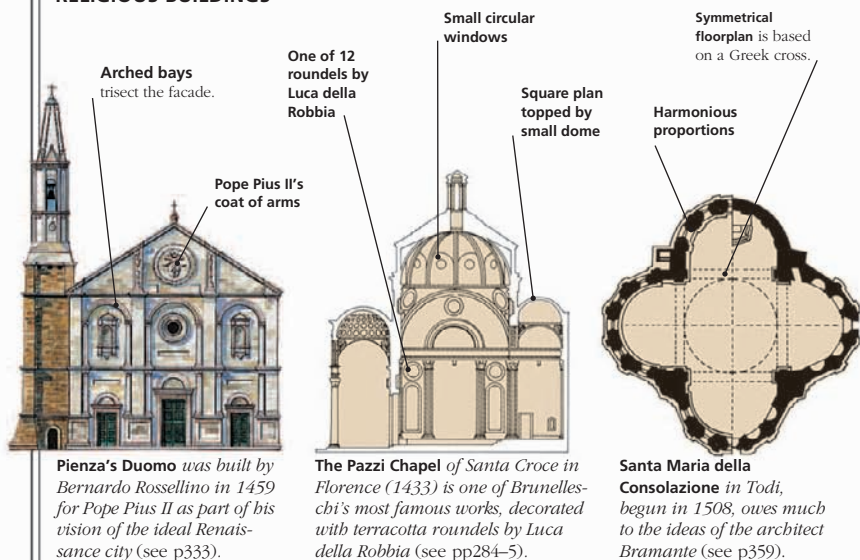 RELIGIOUS BUILDINGS
Arched bays
trisect the facade.
Pope Pius II's
coat of arms
One of 12
roundels by
Luca della
Robbia
Small circular
windows
Square plan
topped by
small dome
Symmetrical
floorplan is based
on a Greek cross.
Harmonious
proportions
Pienza's Duomo was built by
Bernardo Rossellino in 1459
for Pope Pius II as part of his
vision of the ideal Renais-
sance city (see p333).
The Pazzi Chapel of Santa Croce in
Florence (1433) is one of Brunelles-
chi's most famous works, decorated
with terracotta roundels by Luca
della Robbia (see pp284–5).
Santa Maria della
Consolazione in Todi,
begun in 1508, owes much
to the ideas of the architect
Bramante (see p359).